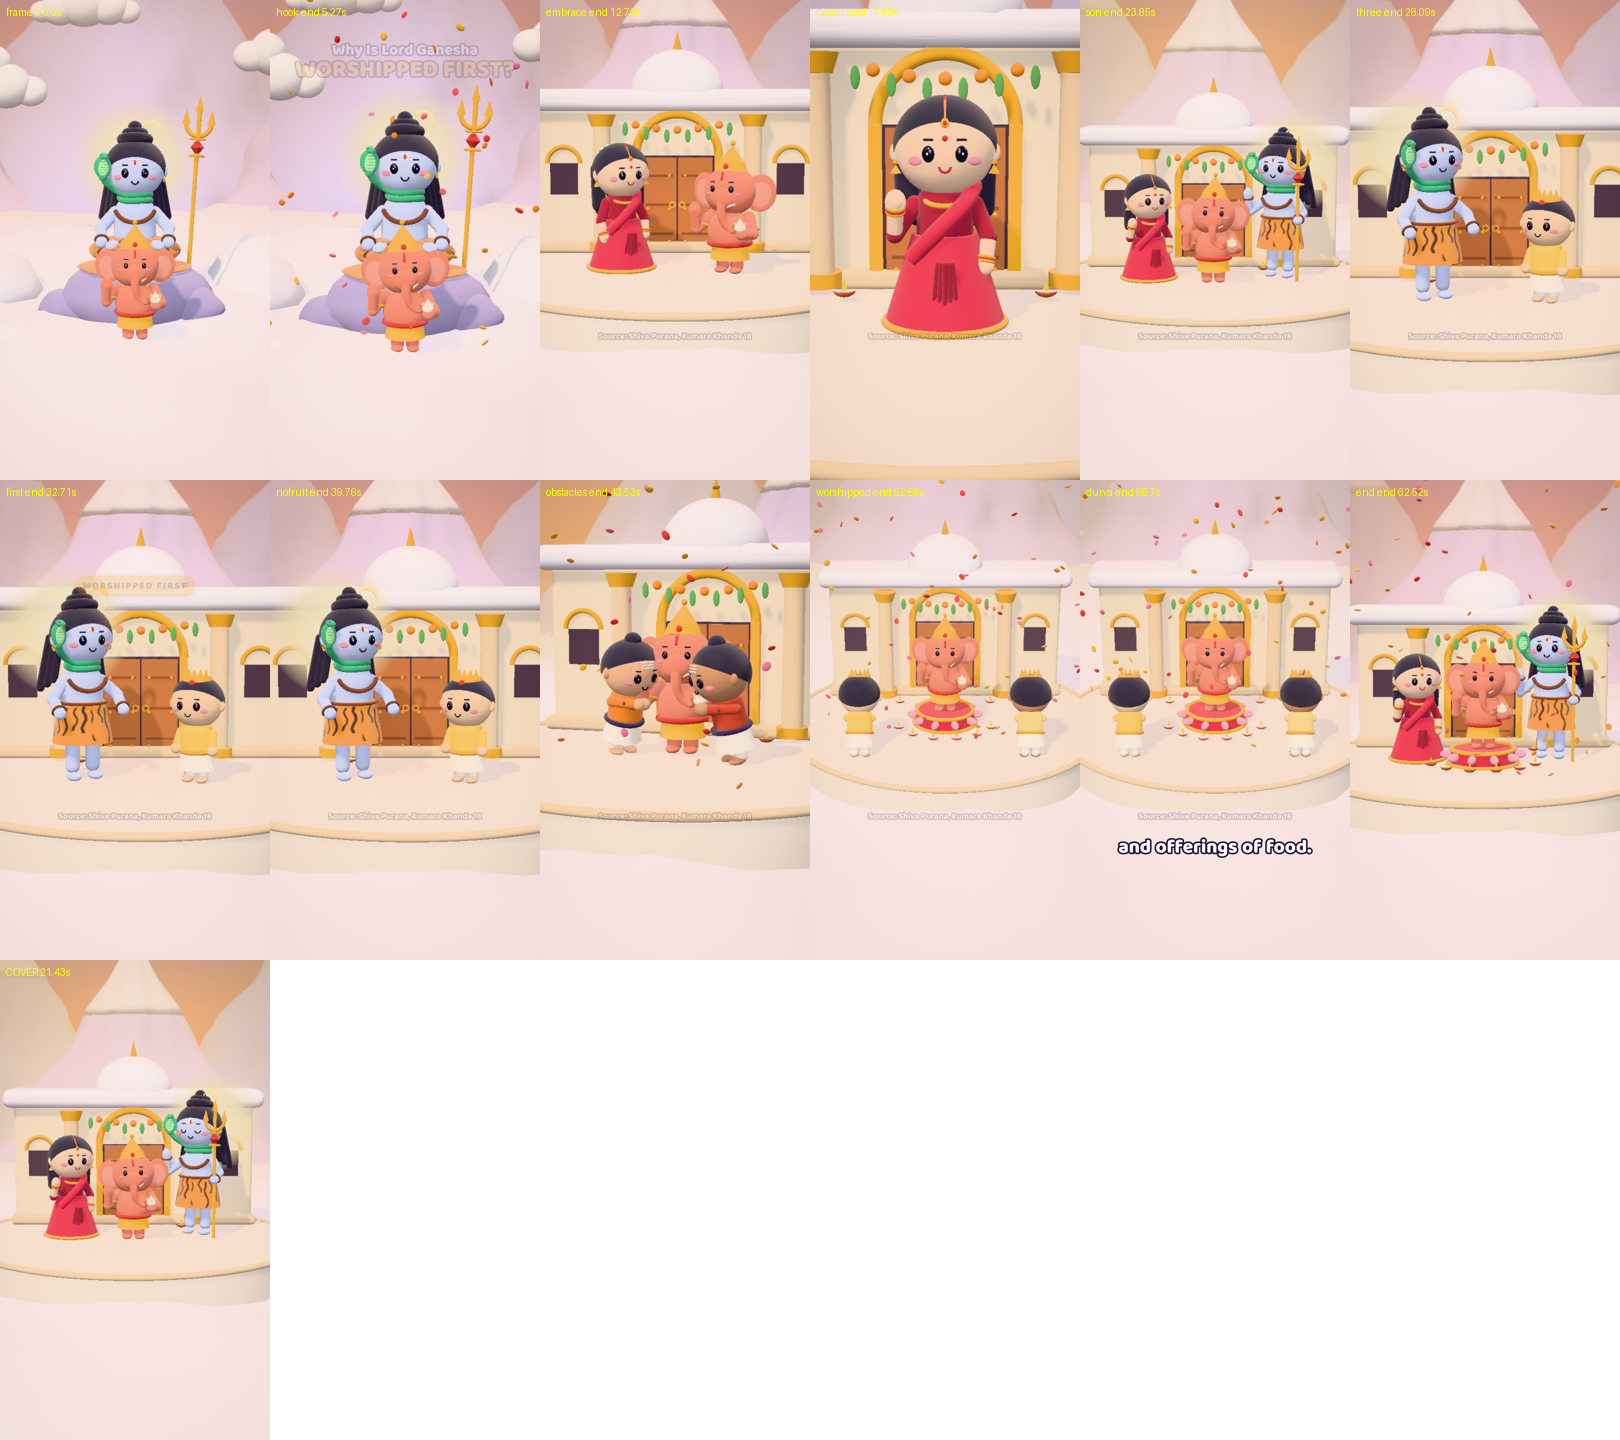 frame 0 0.0s
hook end 5.27s
Why Is Lord Ganesha
WORSHIPPED FIRST?
embrace end 12.73s
Source: Shiva Purana, Kumara Khanda 18
Source: Shiva Purana, Kumara Khanda 18
son end 23.85s
Source: Shiva Purana, Kumara Khanda 18
three end 28.09s
Source: Shiva Purana, Kumara Khanda 18
first end 32.71s
WORSHIPPED FIRST
Source: Shiva Purana, Kumara Khanda 18
nofruit end 39.76s
Source: Shiva Purana, Kumara Khanda 18
obstacles end 43.53s
Source: Shiva Purana, Kumara Khanda 18
worshipped end 52.66s
Source: Shiva Purana, Kumara Khanda 18
durva end 58.7s
Source: Shiva Purana, Kumara Khanda 18
and offerings of food.
end end 62.52s
COVER 21.43s